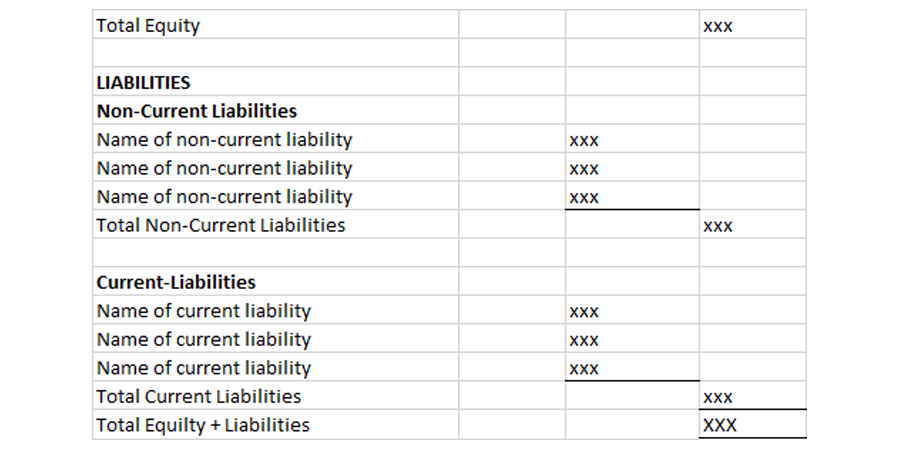 Total Equity xxx
LIABILITIES
Non-Current Liabilities
Name of non-current liability xxx
Name of non-current liability xxx
Name of non-current liability xxx
Total Non-Current Liabilities xxx
Current-Liabilities
Name of current liability xxx
Name of current liability xxx
Name of current liability xxx
Total Current Liabilities xxx
Total Equilty + Liabilities XXX